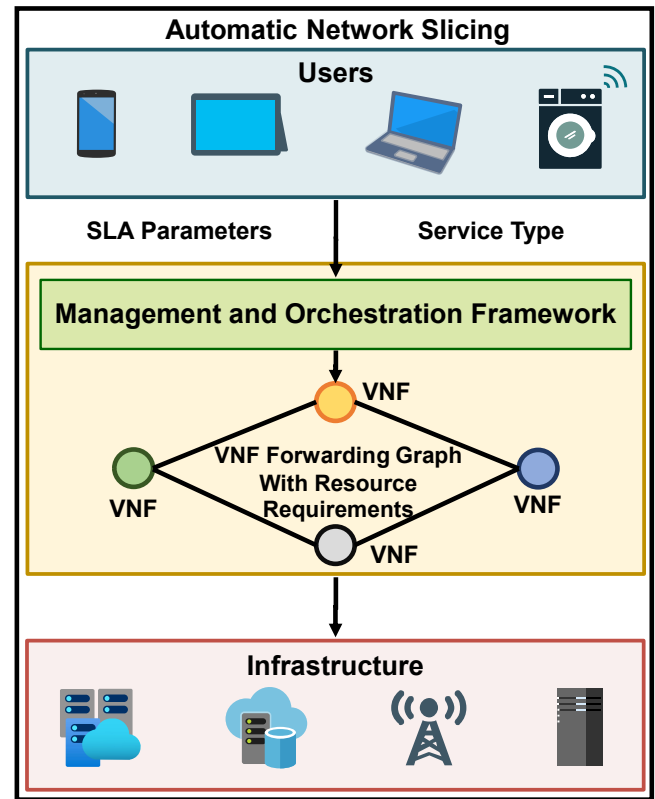 Automatic Network Slicing
Users
SLA Parameters
Service Type
Management and Orchestration Framework
VNF
VNF Forwarding Graph
With Resource
Requirements
VNF
VNF
VNF
Infrastructure